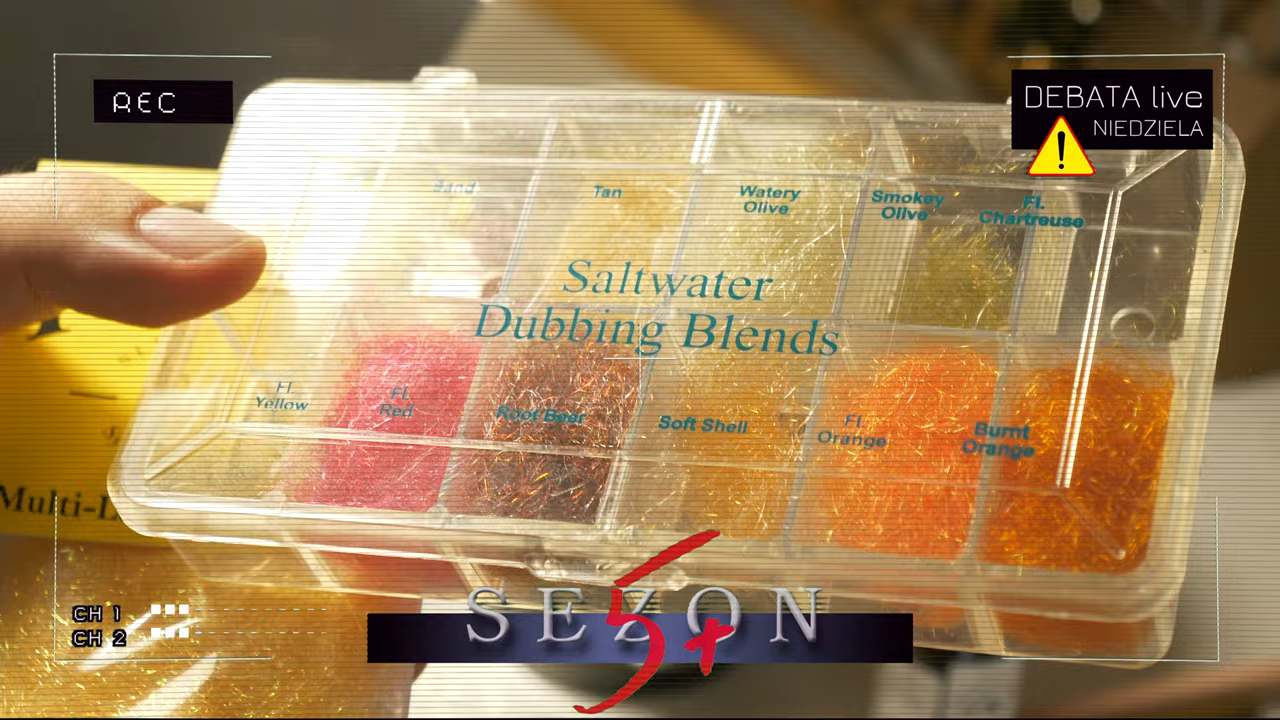 REC
DEBATA live
NIEDZIELA
Sand
Tan
Watery
Olive
Smokey
Olive
Fl.
Chartreuse
Saltwater
Dubbing Blends
Fl.
Yellow
Fl.
Red
Root Beer
Soft Shell
Fl.
Orange
Burnt
Orange
CH 1
CH 2
SEZON
5+